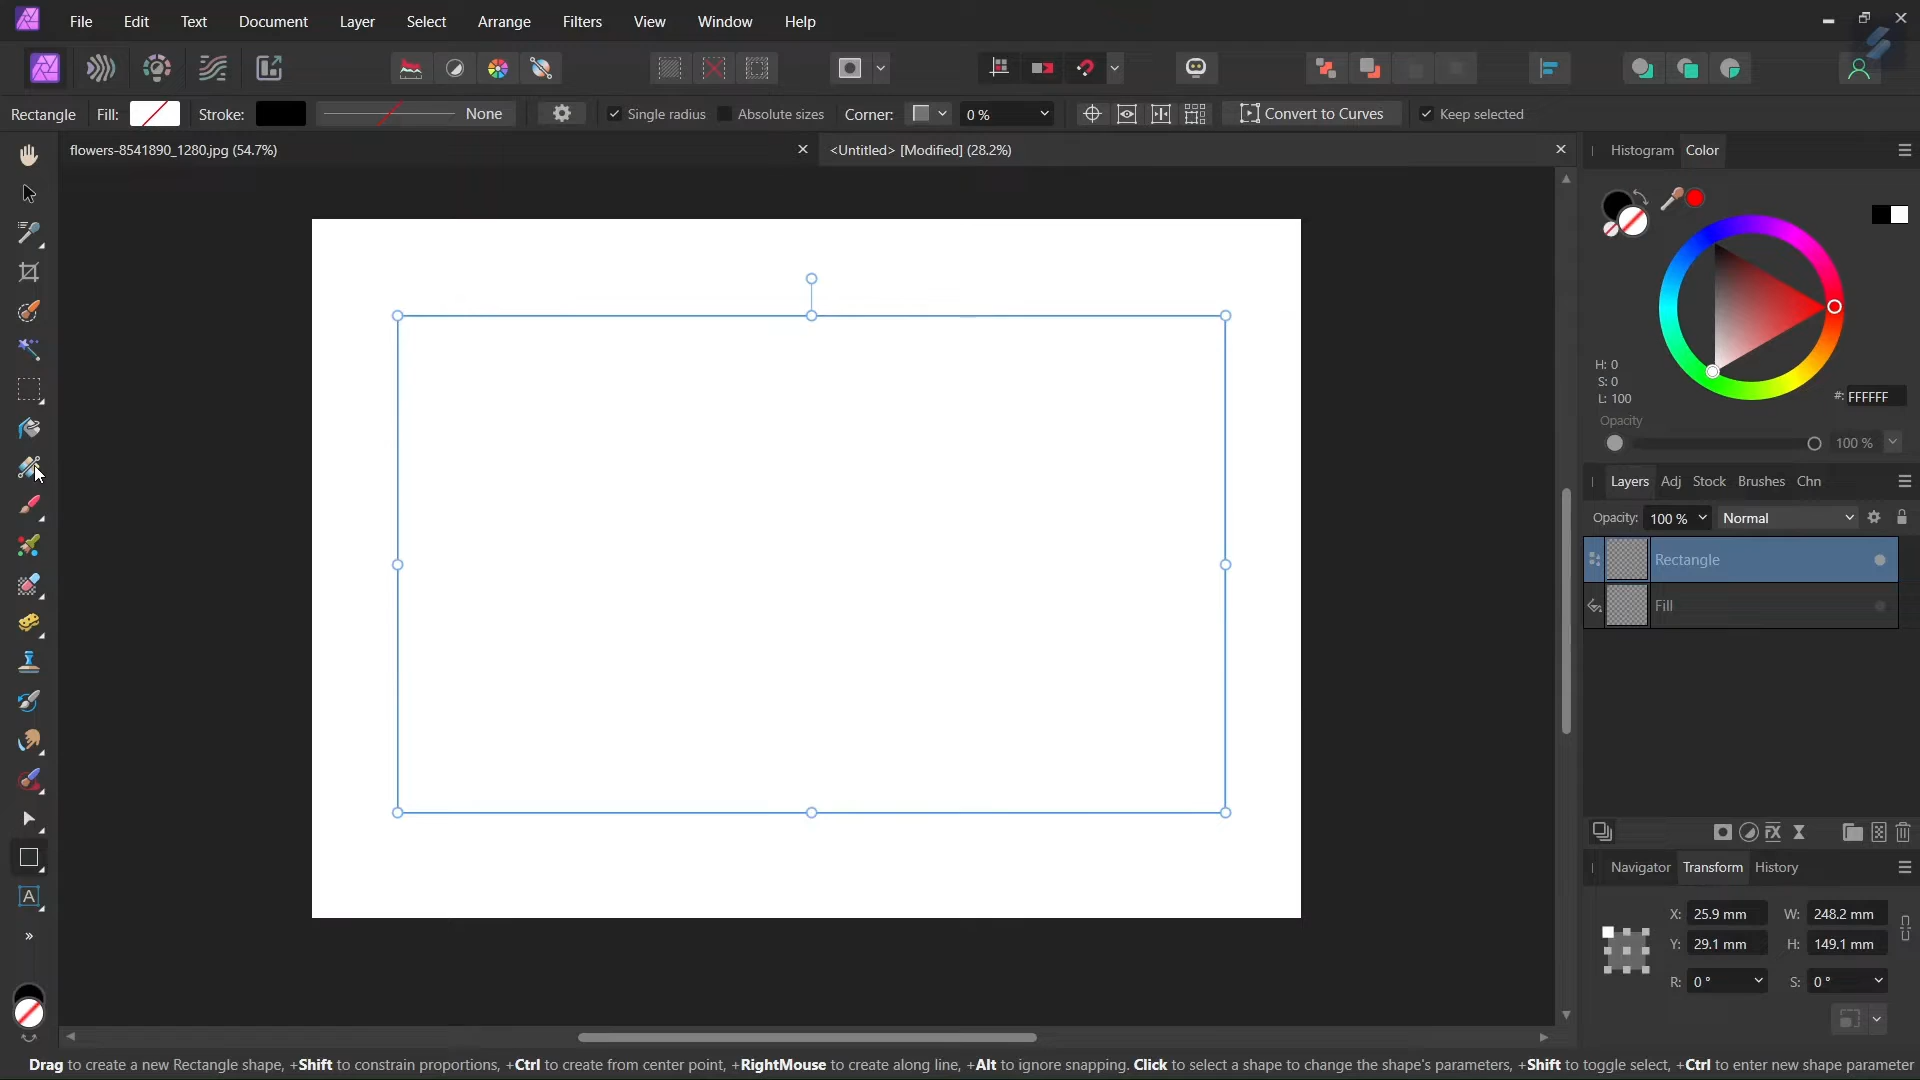 File Edit Text Document Layer Select Arrange Filters View Window Help
Rectangle Fill: Stroke: None Single radius Absolute sizes Corner: 0 % Convert to Curves Keep selected
flowers-8541890_1280.jpg (54.7%) <Untitled> [Modified] (28.2%)
Histogram Color
H: 0
S: 0
L: 100
#: FFFFFF
Opacity
100 %
Layers Adj Stock Brushes Chn
Opacity: 100 % Normal
Rectangle
Fill
Navigator Transform History
X: 25.9 mm W: 248.2 mm
Y: 29.1 mm H: 149.1 mm
R: 0 ° S: 0 °
Drag to create a new Rectangle shape, +Shift to constrain proportions, +Ctrl to create from center point, +RightMouse to create along line, +Alt to ignore snapping. Click to select a shape to change the shape's parameters, +Shift to toggle select, +Ctrl to enter new shape parameter